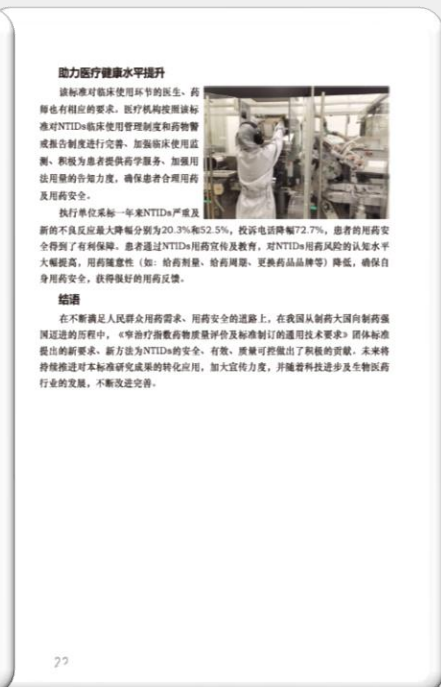 助力医疗健康水平提升
该标准对临床使用环节的医生、药
师也有相应的要求。医疗机构按照该标
准对NTIDs临床使用管理制度和药物警
戒报告制度进行完善、加强临床使用监
测、积极为患者提供药学服务、加强用
法用量的告知力度，确保患者合理用药
及用药安全。
执行单位采标一年来NTIDs严重及
新的不良反应最大降幅分别为20.3%和52.5%，投诉电话降幅72.7%，患者的用药安
全得到了有利保障。患者通过NTIDs用药宣传及教育，对NTIDs用药风险的认知水平
大幅提高，用药随意性（如：给药剂量、给药周期、更换药品品牌等）降低，确保自
身用药安全，获得很好的用药反馈。
结语
在不断满足人民群众用药需求、用药安全的道路上，在我国从制药大国向制药强
国迈进的历程中，《窄治疗指数药物质量评价及标准制订的通用技术要求》团体标准
提出的新要求、新方法为NTIDs的安全、有效、质量可控做出了积极的贡献。未来将
持续推进对本标准研究成果的转化应用，加大宣传力度，并随着科技进步及生物医药
行业的发展，不断改进完善。
22